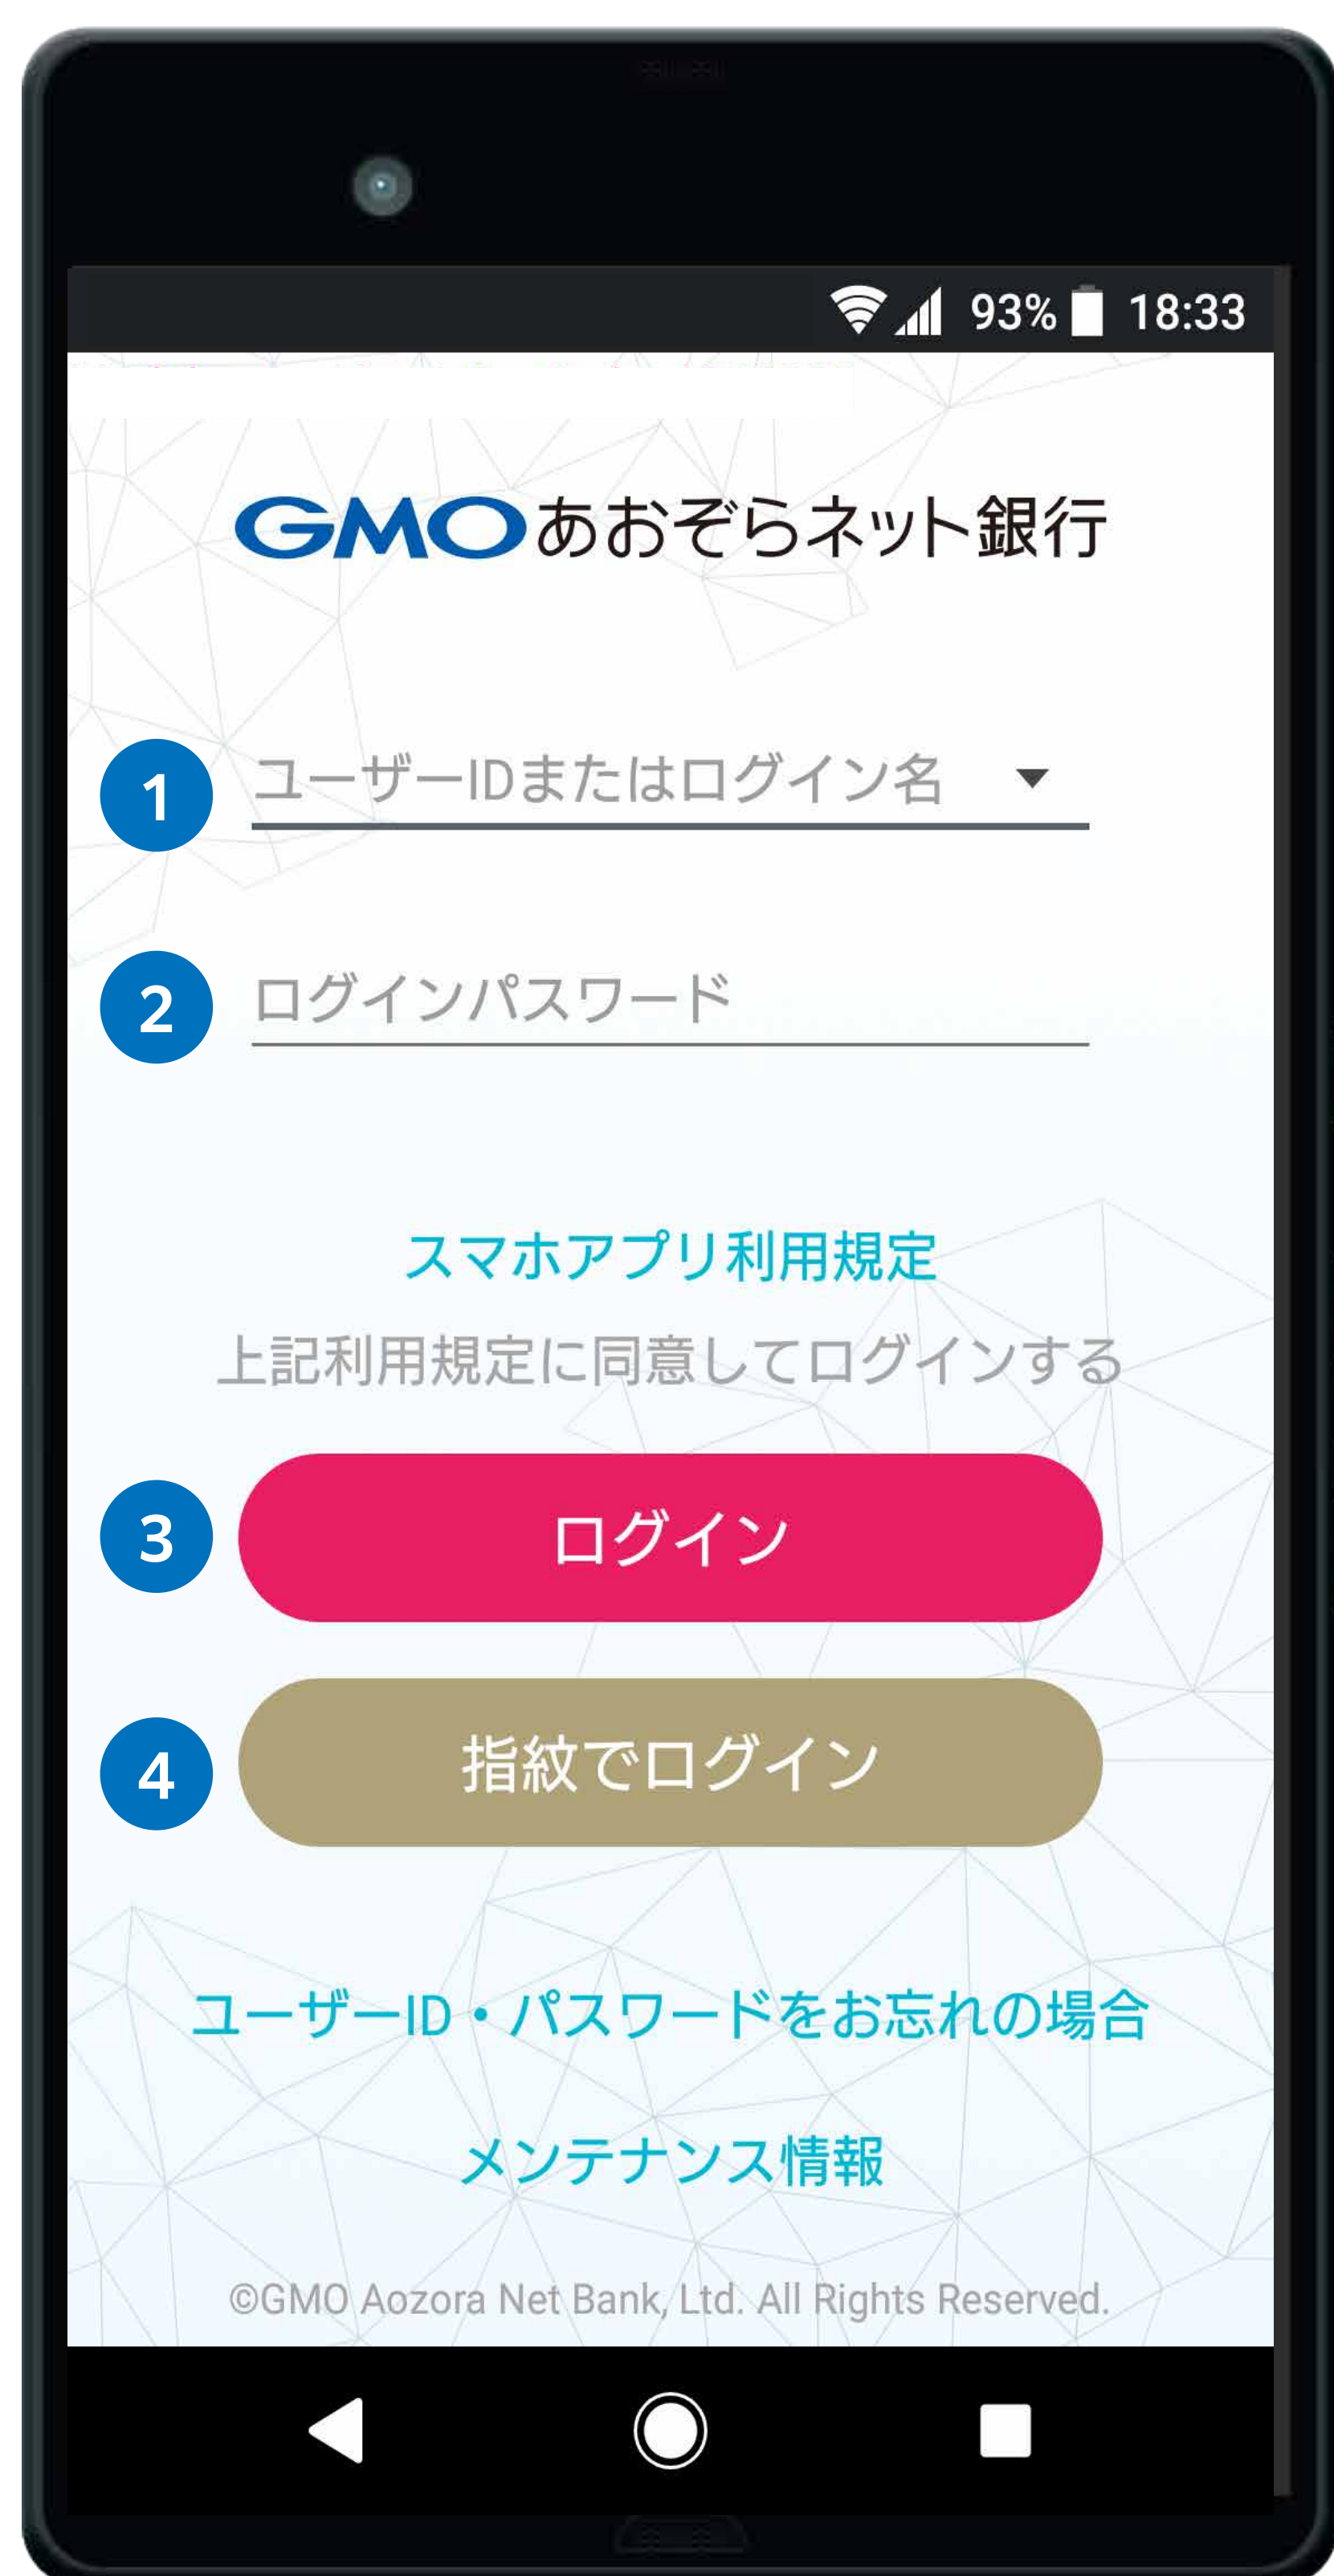 93% 18:33
GMOあおぞらネット銀行
1 ユーザーIDまたはログイン名
2 ログインパスワード
スマホアプリ利用規定
上記利用規定に同意してログインする
3 ログイン
4 指紋でログイン
ユーザーID・パスワードをお忘れの場合
メンテナンス情報
©GMO Aozora Net Bank, Ltd. All Rights Reserved.